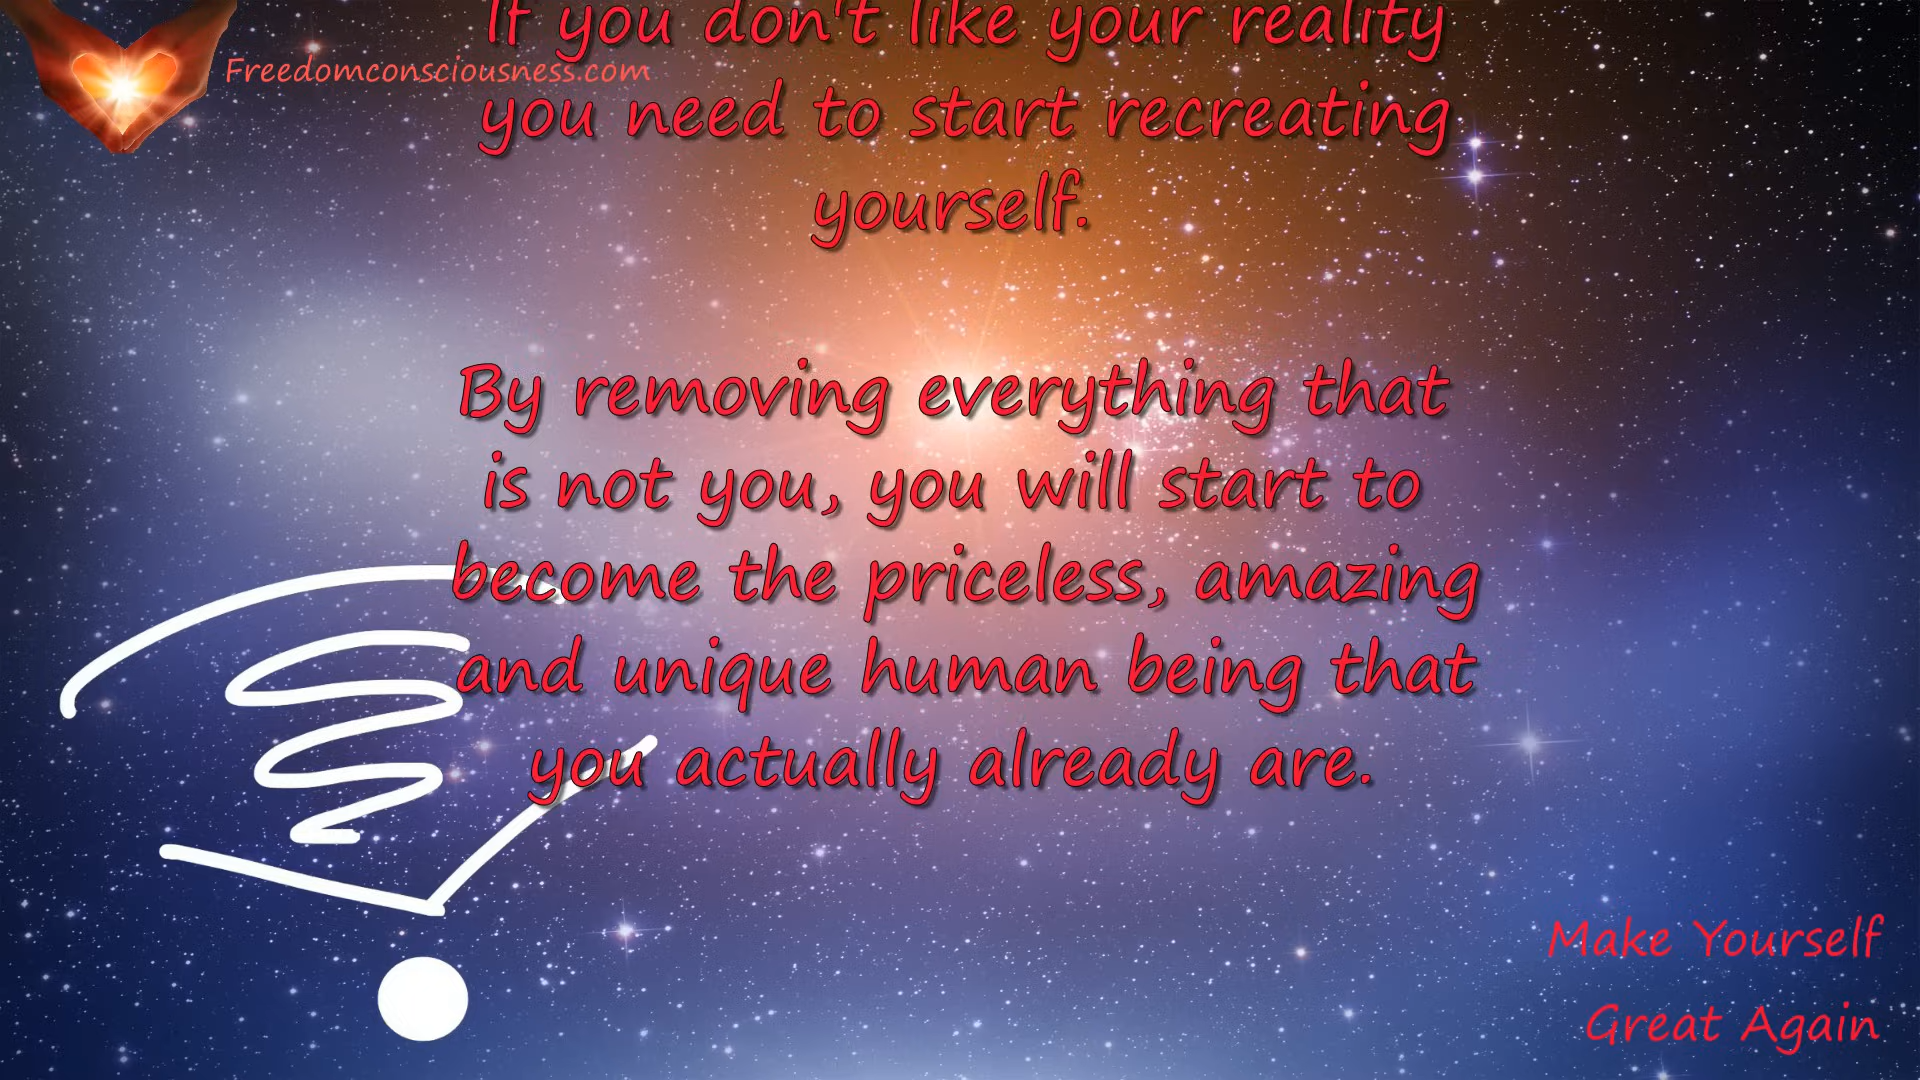 If you don't like your reality
Freedomconsciousness.com
you need to start recreating
yourself.
By removing everything that
is not you, you will start to
become the priceless, amazing
and unique human being that
you actually already are.
Make Yourself
Great Again